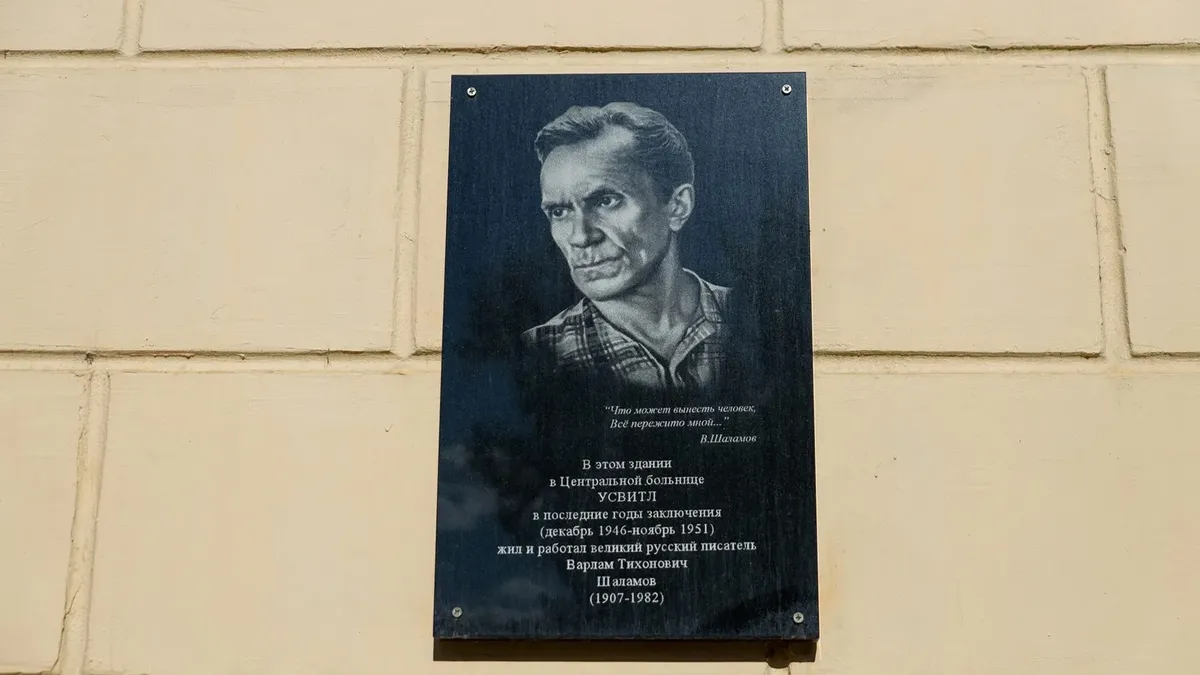 “Что может вынесть человек,
Всё пережито мной...”
В.Шаламов
В этом здании
в Центральной больнице
УСВИТЛ
в последние годы заключения
(декабрь 1946-ноябрь 1951)
жил и работал великий русский писатель
Варлам Тихонович
Шаламов
(1907-1982)